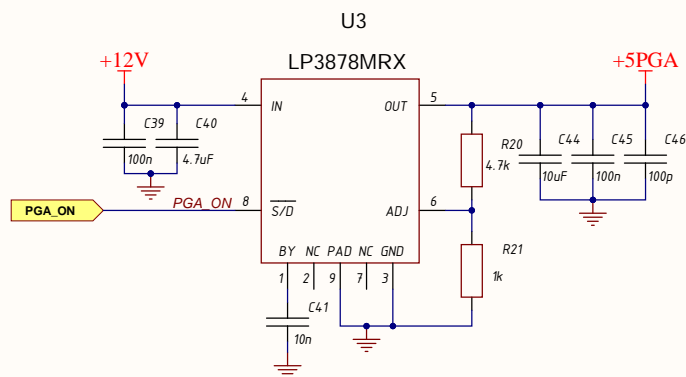 U3
LP3878MRX
+12V
+5PGA
4
IN
OUT
5
C39
C40
100n
4.7uF
R20
4.7k
C44
C45
C46
10uF
100n
100p
PGA_ON
PGA_ON
8
S/D
ADJ
6
BY
NC
PAD
NC
GND
1
2
9
7
3
R21
1k
C41
10n